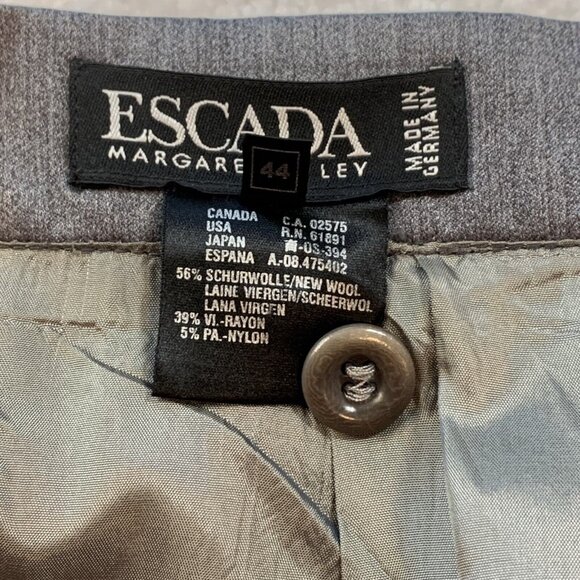 ESCADA
MARGARE LEY
MADE IN
GERMANY
44
CANADA C.A. 02575
USA R.N. 61891
JAPAN -OS-394
ESPANA A.-08.475402
56% SCHURWOLLE/NEW WOOL
LAINE VIERGEN/SCHEERWOL
LANA VIRGEN
39% VI.-RAYON
5% PA.-NYLON